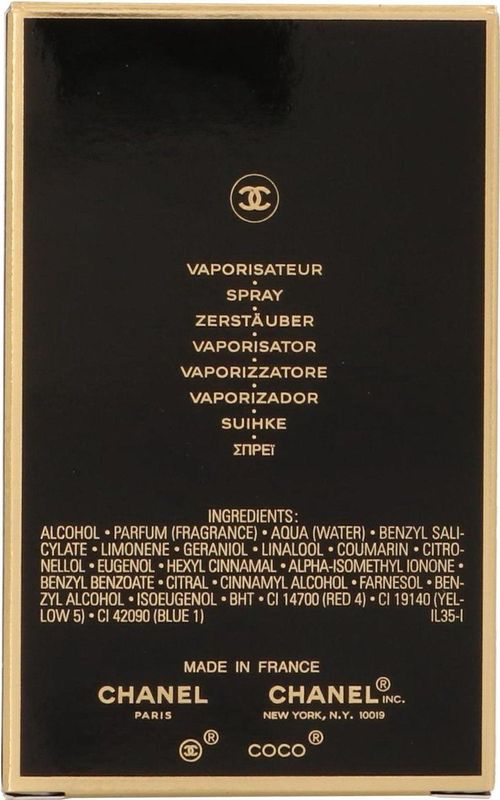 VAPORISATEUR
SPRAY
ZERSTÄUBER
VAPORISATOR
VAPORIZZATORE
VAPORIZADOR
SUIHKE
ΣΠΡΕΪ
INGREDIENTS:
ALCOHOL • PARFUM (FRAGRANCE) • AQUA (WATER) • BENZYL SALI-
CYLATE • LIMONENE • GERANIOL • LINALOOL • COUMARIN • CITRO-
NELLOL • EUGENOL • HEXYL CINNAMAL • ALPHA-ISOMETHYL IONONE •
BENZYL BENZOATE • CITRAL • CINNAMYL ALCOHOL • FARNESOL • BEN-
ZYL ALCOHOL • ISOEUGENOL • BHT • CI 14700 (RED 4) • CI 19140 (YEL-
LOW 5) • CI 42090 (BLUE 1) IL35-I
MADE IN FRANCE
CHANEL CHANEL® INC.
PARIS NEW YORK, N.Y. 10019
® COCO®